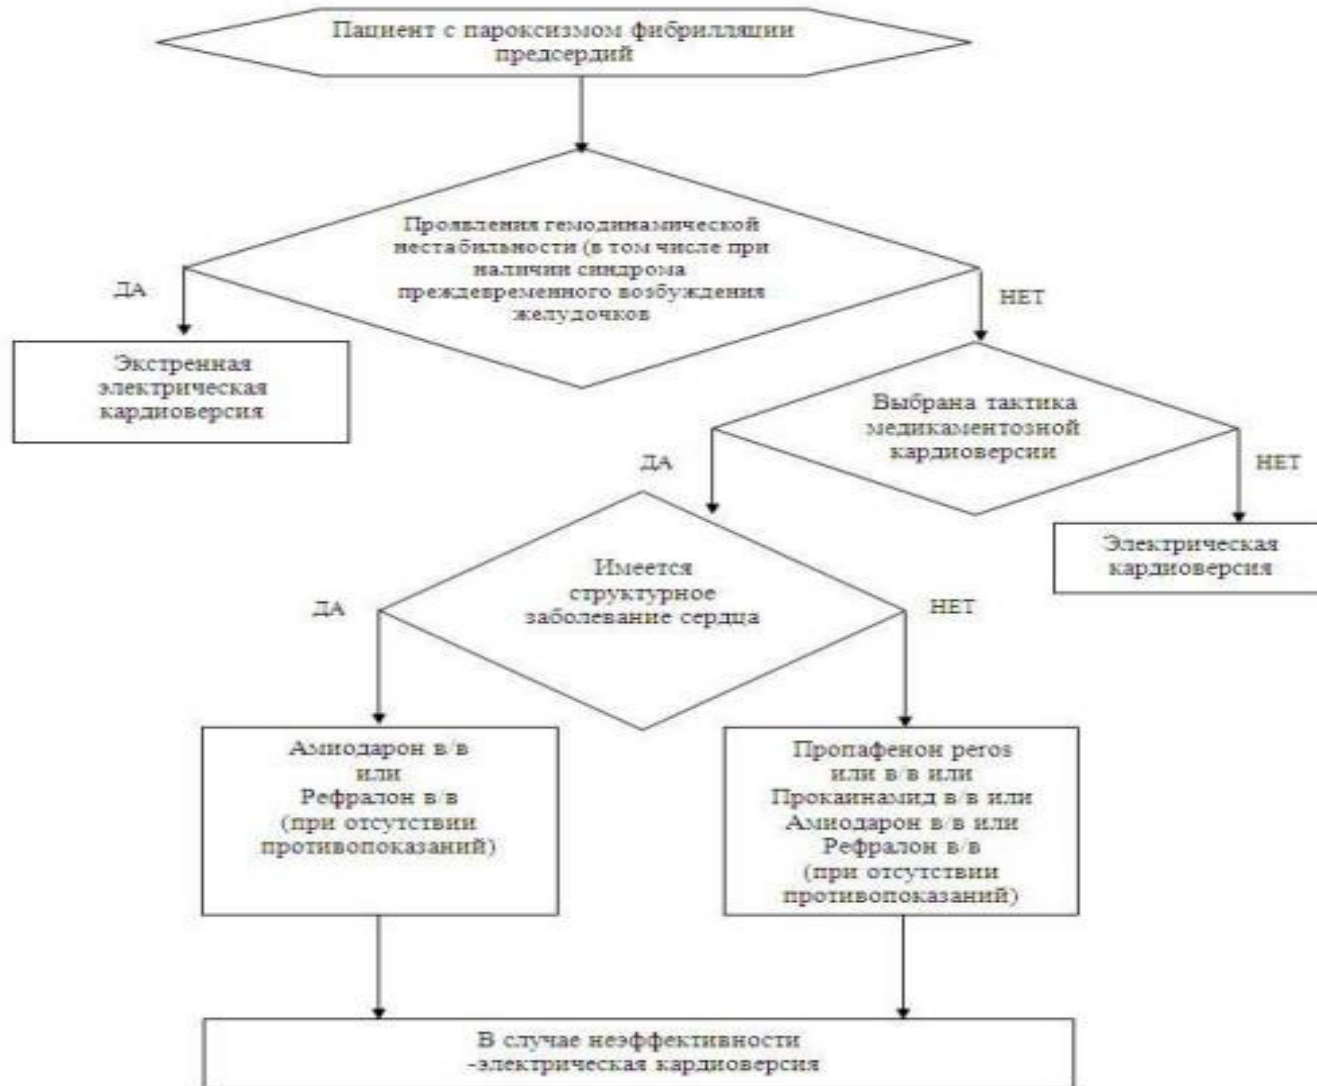 Пациент с пароксизмом фибрилляции
предсердий
Проявления гемодинамической
нестабильности (в том числе при
наличии синдрома
преждевременного возбуждения
желудочков
ДА
НЕТ
Экстренная
электрическая
кардиоверсия
Выбрана тактика
медикаментозной
кардиоверсии
ДА
НЕТ
Электрическая
кардиоверсия
Имеется
структурное
заболевание сердца
ДА
НЕТ
Амиодарон в/в
или
Рефралон в/в
(при отсутствии
противопоказаний)
Пропафенон peros
или в/в или
Прокаинамид в/в или
Амиодарон в/в или
Рефралон в/в
(при отсутствии
противопоказаний)
В случае неэффективности
-электрическая кардиоверсия